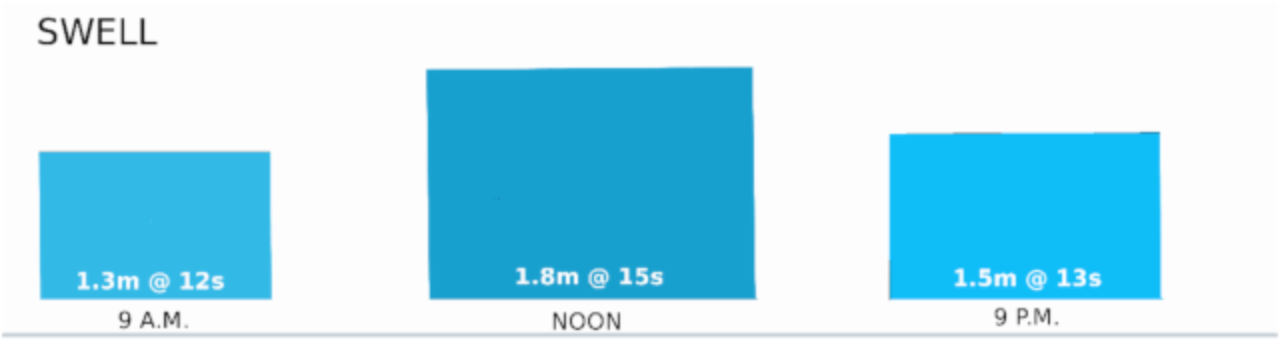 SWELL
1.3m @ 12s
1.8m @ 15s
1.5m @ 13s
9 A.M.
NOON
9 P.M.